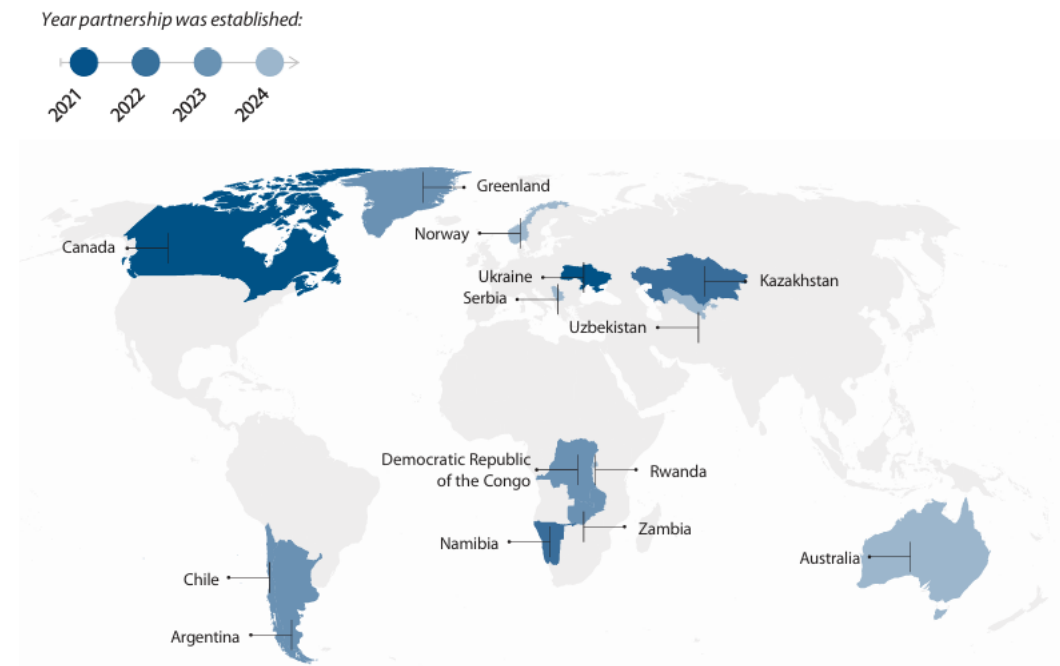 Year partnership was established:
2021
2022
2023
2024
Greenland
Norway
Canada
Ukraine
Kazakhstan
Serbia
Uzbekistan
Democratic Republic
of the Congo
Rwanda
Zambia
Namibia
Australia
Chile
Argentina